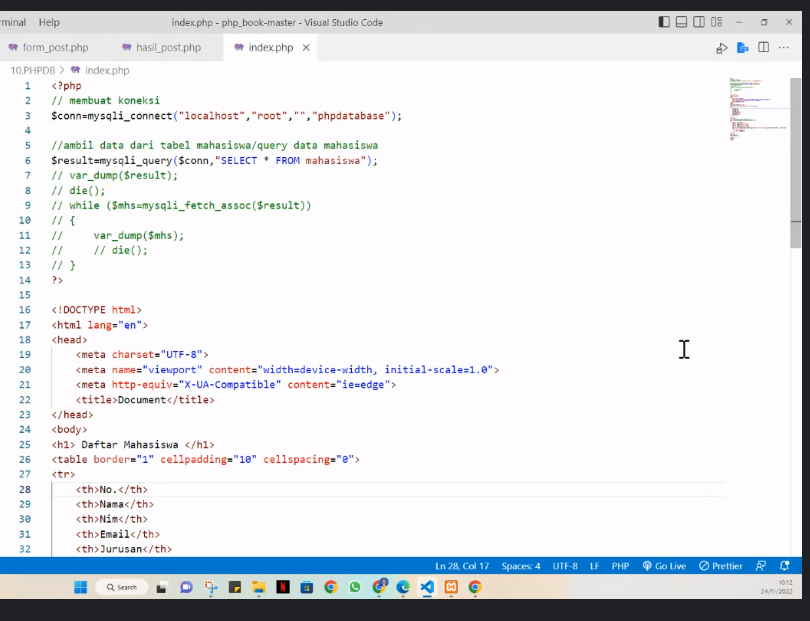 rminal Help index.php - php_book-master - Visual Studio Code
form_post.php hasil_post.php index.php
10.PHPDB > index.php
1 <?php
2 // membuat koneksi
3 $conn=mysqli_connect("localhost","root","","phpdatabase");
4
5 //ambil data dari tabel mahasiswa/query data mahasiswa
6 $result=mysqli_query($conn,"SELECT * FROM mahasiswa");
7 // var_dump($result);
8 // die();
9 // while ($mhs=mysqli_fetch_assoc($result))
10 // {
11 //     var_dump($mhs);
12 //     // die();
13 // }
14 ?>
15
16 <!DOCTYPE html>
17 <html lang="en">
18 <head>
19     <meta charset="UTF-8">
20     <meta name="viewport" content="width=device-width, initial-scale=1.0">
21     <meta http-equiv="X-UA-Compatible" content="ie=edge">
22     <title>Document</title>
23 </head>
24 <body>
25 <h1> Daftar Mahasiswa </h1>
26 <table border="1" cellpadding="10" cellspacing="0">
27 <tr>
28     <th>No.</th>
29     <th>Nama</th>
30     <th>Nim</th>
31     <th>Email</th>
32     <th>Jurusan</th>
Ln 28, Col 17 Spaces: 4 UTF-8 LF PHP Go Live Prettier
Search
10:12
24/11/2022